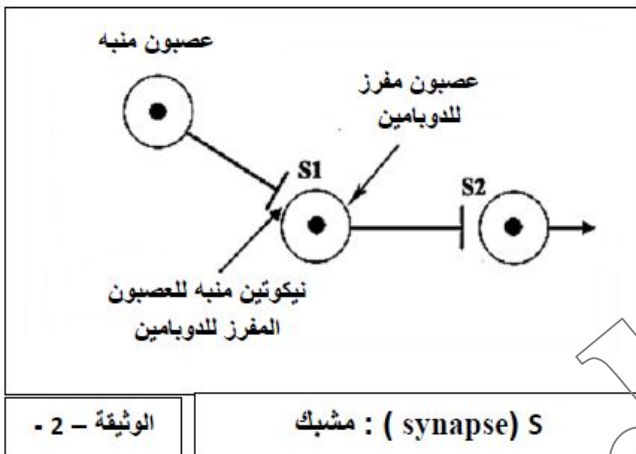 عصبون منبه
عصبون مفرز
للدوبامين
S1
S2
نيكوتين منبه للعصبون
المفرز للدوبامين
S (synapse) : مشبك
الوثيقة – 2 -